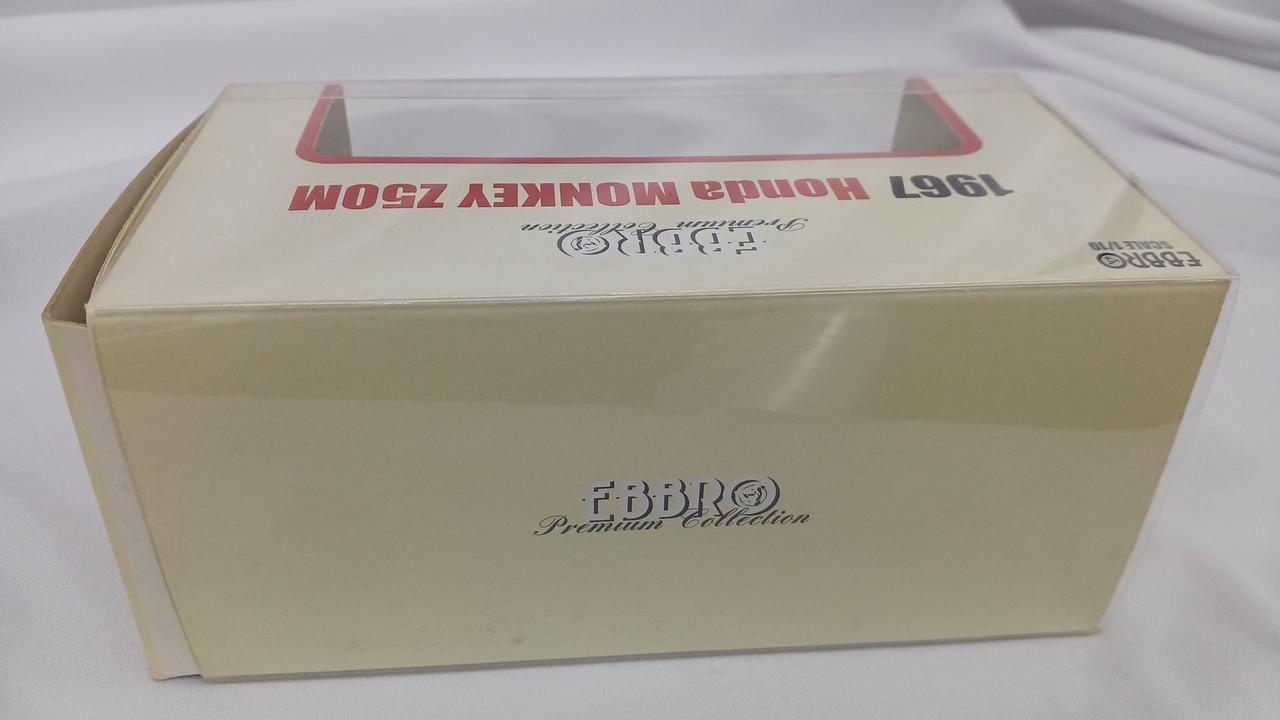 1967 Honda MONKEY Z50M
EBBRO
Premium Collection
EBBRO
SCALE 1/10
EBBRO
Premium Collection